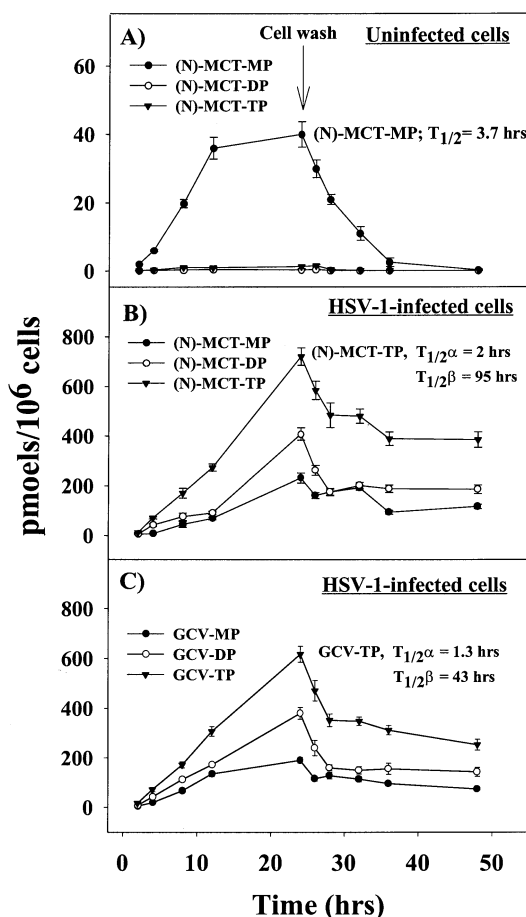 Cell wash
A) Uninfected cells
60
(N)-MCT-MP
(N)-MCT-DP
(N)-MCT-TP
40
(N)-MCT-MP; T1/2= 3.7 hrs
20
0
B) HSV-1-infected cells
800
(N)-MCT-MP
(N)-MCT-DP
(N)-MCT-TP
(N)-MCT-TP, T1/2α = 2 hrs
T1/2β = 95 hrs
600
400
200
0
C) HSV-1-infected cells
800
GCV-MP
GCV-DP
GCV-TP
GCV-TP, T1/2α = 1.3 hrs
T1/2β = 43 hrs
600
400
200
0
pmoels/10^6 cells
0 10 20 30 40 50
Time (hrs)